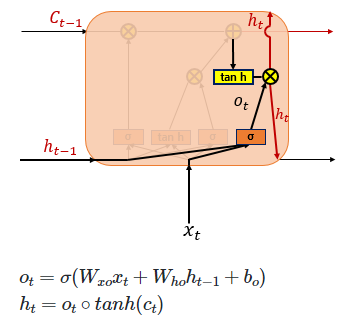 h_t
C_{t-1}
tan h
o_t
h_t
σ tan h σ σ
h_{t-1}
x_t
o_t = σ(W_{xo}x_t + W_{ho}h_{t-1} + b_o)
h_t = o_t ∘ tanh(c_t)